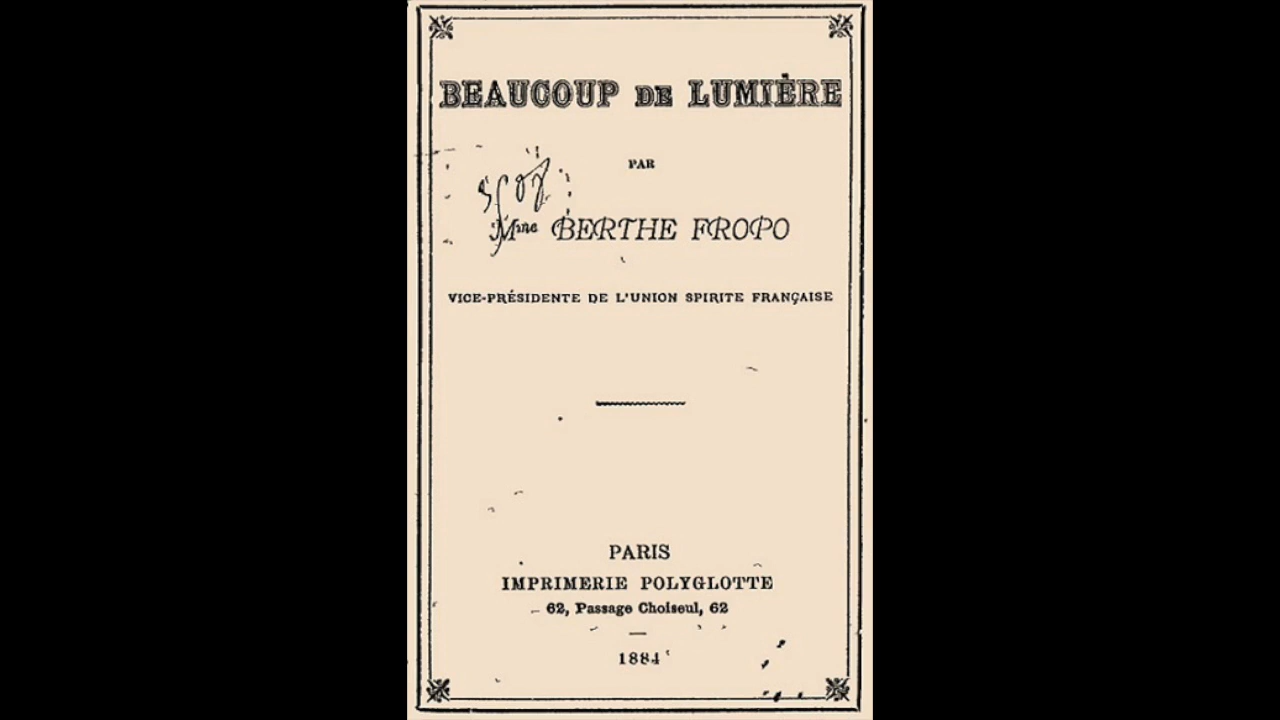 BEAUCOUP DE LUMIÈRE
PAR
Mme BERTHE FROPO
VICE-PRÉSIDENTE DE L'UNION SPIRITE FRANÇAISE
PARIS
IMPRIMERIE POLYGLOTTE
62, Passage Choiseul, 62
1884